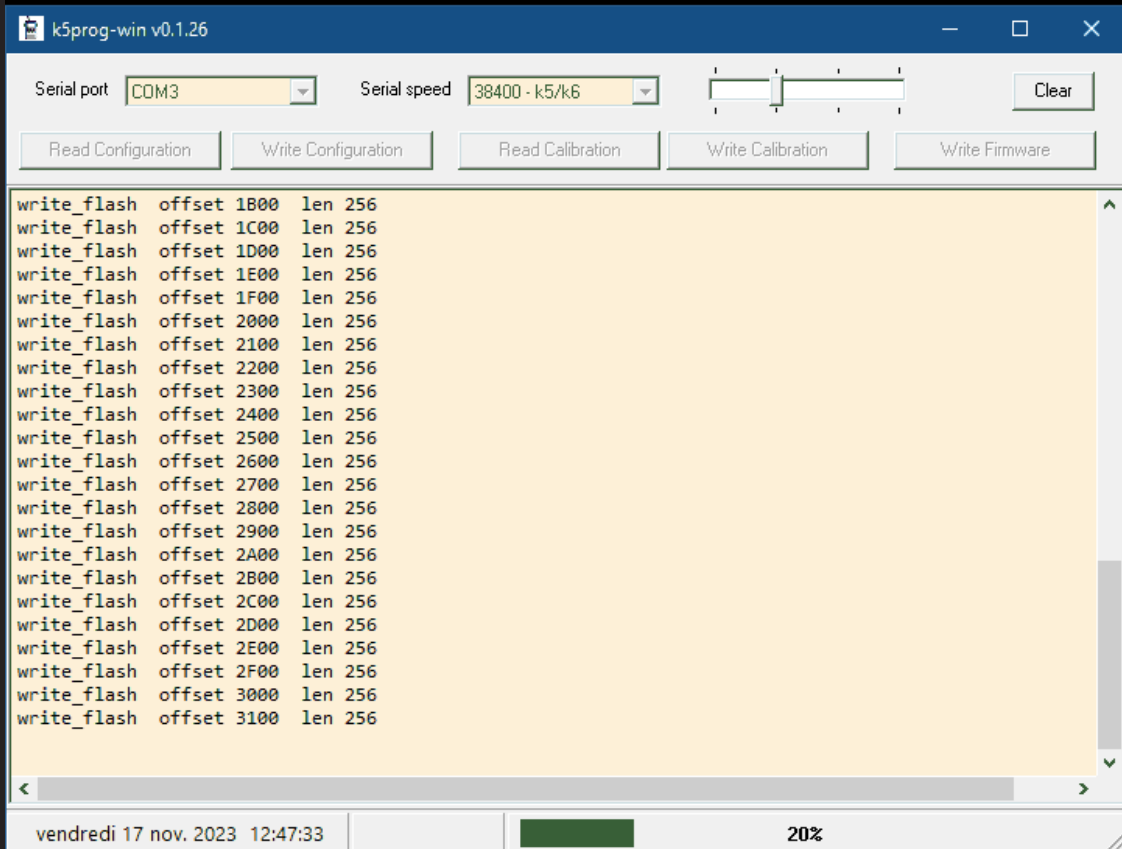 k5prog-win v0.1.26
Serial port COM3 Serial speed 38400 - k5/k6 Clear
Read Configuration Write Configuration Read Calibration Write Calibration Write Firmware
write_flash  offset 1B00  len 256
write_flash  offset 1C00  len 256
write_flash  offset 1D00  len 256
write_flash  offset 1E00  len 256
write_flash  offset 1F00  len 256
write_flash  offset 2000  len 256
write_flash  offset 2100  len 256
write_flash  offset 2200  len 256
write_flash  offset 2300  len 256
write_flash  offset 2400  len 256
write_flash  offset 2500  len 256
write_flash  offset 2600  len 256
write_flash  offset 2700  len 256
write_flash  offset 2800  len 256
write_flash  offset 2900  len 256
write_flash  offset 2A00  len 256
write_flash  offset 2B00  len 256
write_flash  offset 2C00  len 256
write_flash  offset 2D00  len 256
write_flash  offset 2E00  len 256
write_flash  offset 2F00  len 256
write_flash  offset 3000  len 256
write_flash  offset 3100  len 256
vendredi 17 nov. 2023 12:47:33 20%